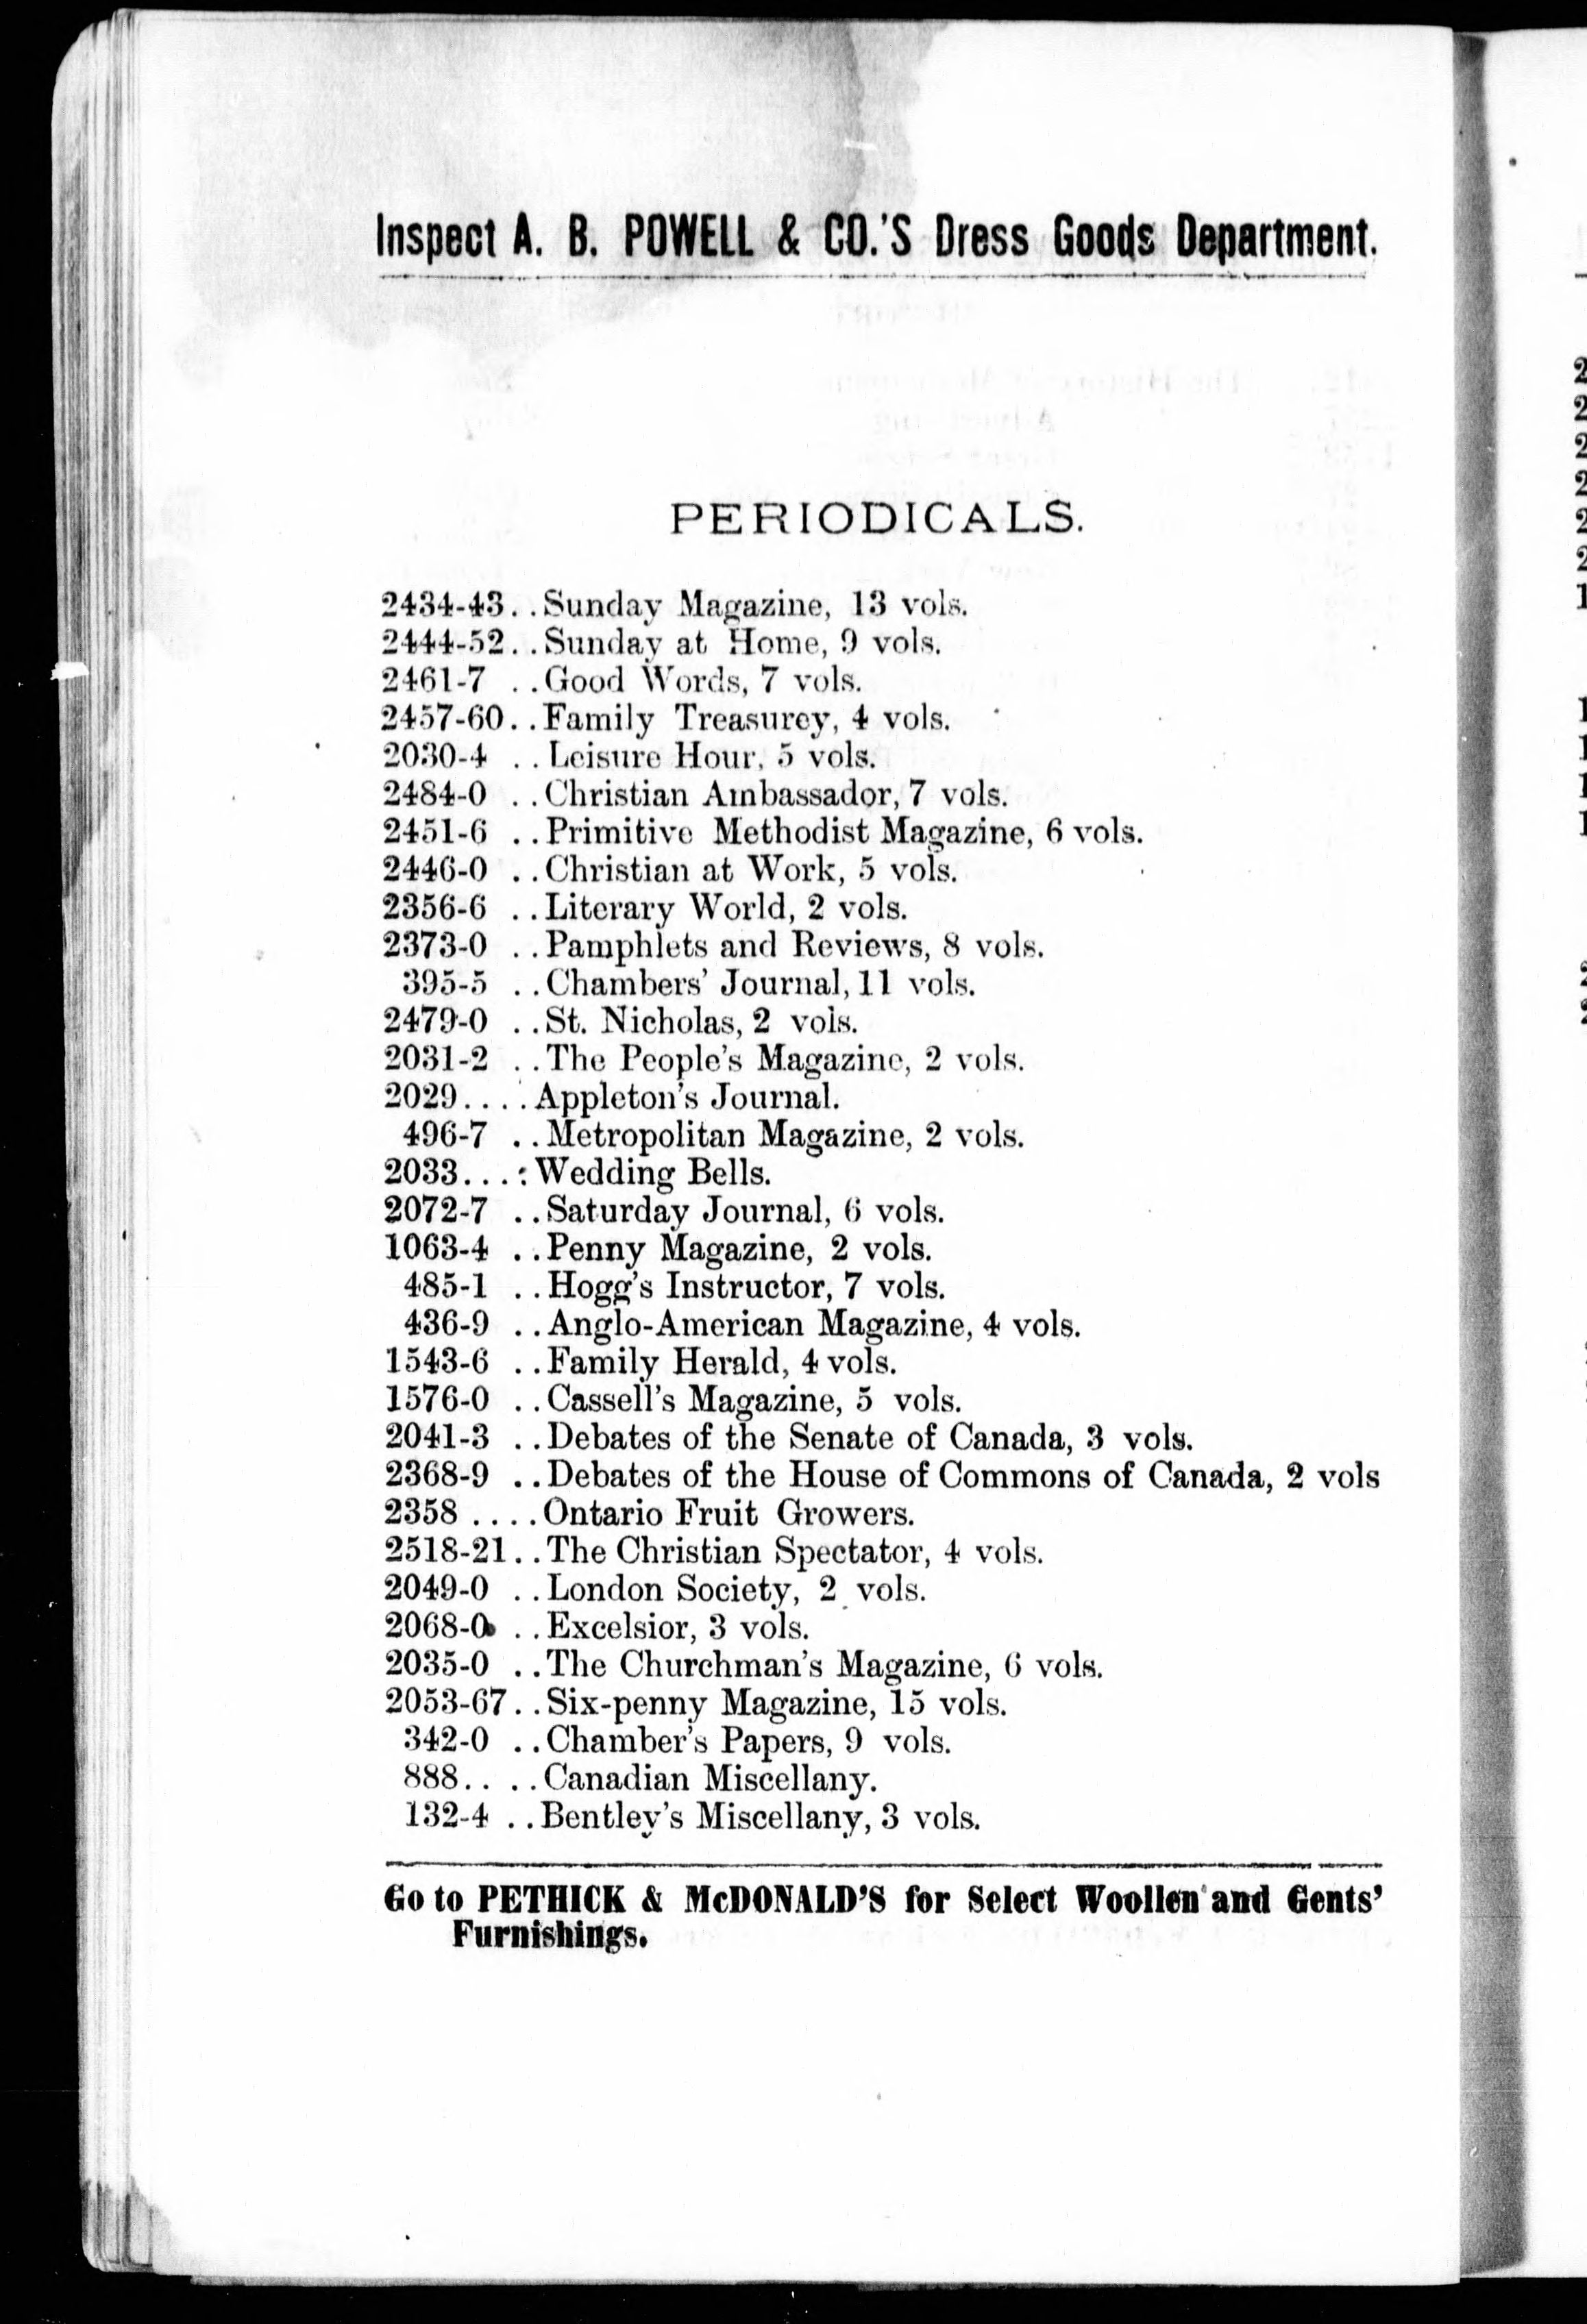 Inspect A. B. POWELL & CO.'S Dress Goods Department.
PERIODICALS.
2434-43..Sunday Magazine, 13 vols.
2444-52..Sunday at Home, 9 vols.
2461-7 ..Good Words, 7 vols.
2457-60..Family Treasurey, 4 vols.
2030-4 ..Leisure Hour, 5 vols.
2484-0 ..Christian Ambassador, 7 vols.
2451-6 ..Primitive Methodist Magazine, 6 vols.
2446-0 ..Christian at Work, 5 vols.
2356-6 ..Literary World, 2 vols.
2373-0 ..Pamphlets and Reviews, 8 vols.
395-5 ..Chambers' Journal, 11 vols.
2479-0 ..St. Nicholas, 2 vols.
2031-2 ..The People's Magazine, 2 vols.
2029....Appleton's Journal.
496-7 ..Metropolitan Magazine, 2 vols.
2033...:Wedding Bells.
2072-7 ..Saturday Journal, 6 vols.
1063-4 ..Penny Magazine, 2 vols.
485-1 ..Hogg's Instructor, 7 vols.
436-9 ..Anglo-American Magazine, 4 vols.
1543-6 ..Family Herald, 4 vols.
1576-0 ..Cassell's Magazine, 5 vols.
2041-3 ..Debates of the Senate of Canada, 3 vols.
2368-9 ..Debates of the House of Commons of Canada, 2 vols
2358 ....Ontario Fruit Growers.
2518-21..The Christian Spectator, 4 vols.
2049-0 ..London Society, 2 vols.
2068-0 ..Excelsior, 3 vols.
2035-0 ..The Churchman's Magazine, 6 vols.
2053-67..Six-penny Magazine, 15 vols.
342-0 ..Chamber's Papers, 9 vols.
888.. ..Canadian Miscellany.
132-4 ..Bentley's Miscellany, 3 vols.
Go to PETHICK & McDONALD'S for Select Woollen and Gents'
Furnishings.